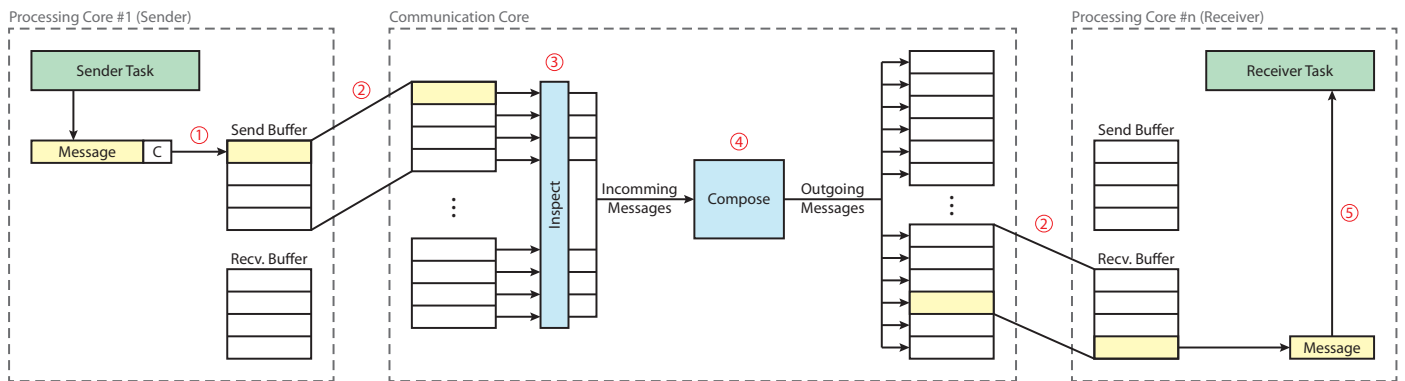 Processing Core #1 (Sender)
Communication Core
Processing Core #n (Receiver)
Sender Task
③
Receiver Task
②
①
Send Buffer
Send Buffer
Message
C
④
Inspect
Incomming
Messages
Compose
Outgoing
Messages
⋮
⋮
②
⑤
Recv. Buffer
Recv. Buffer
Message